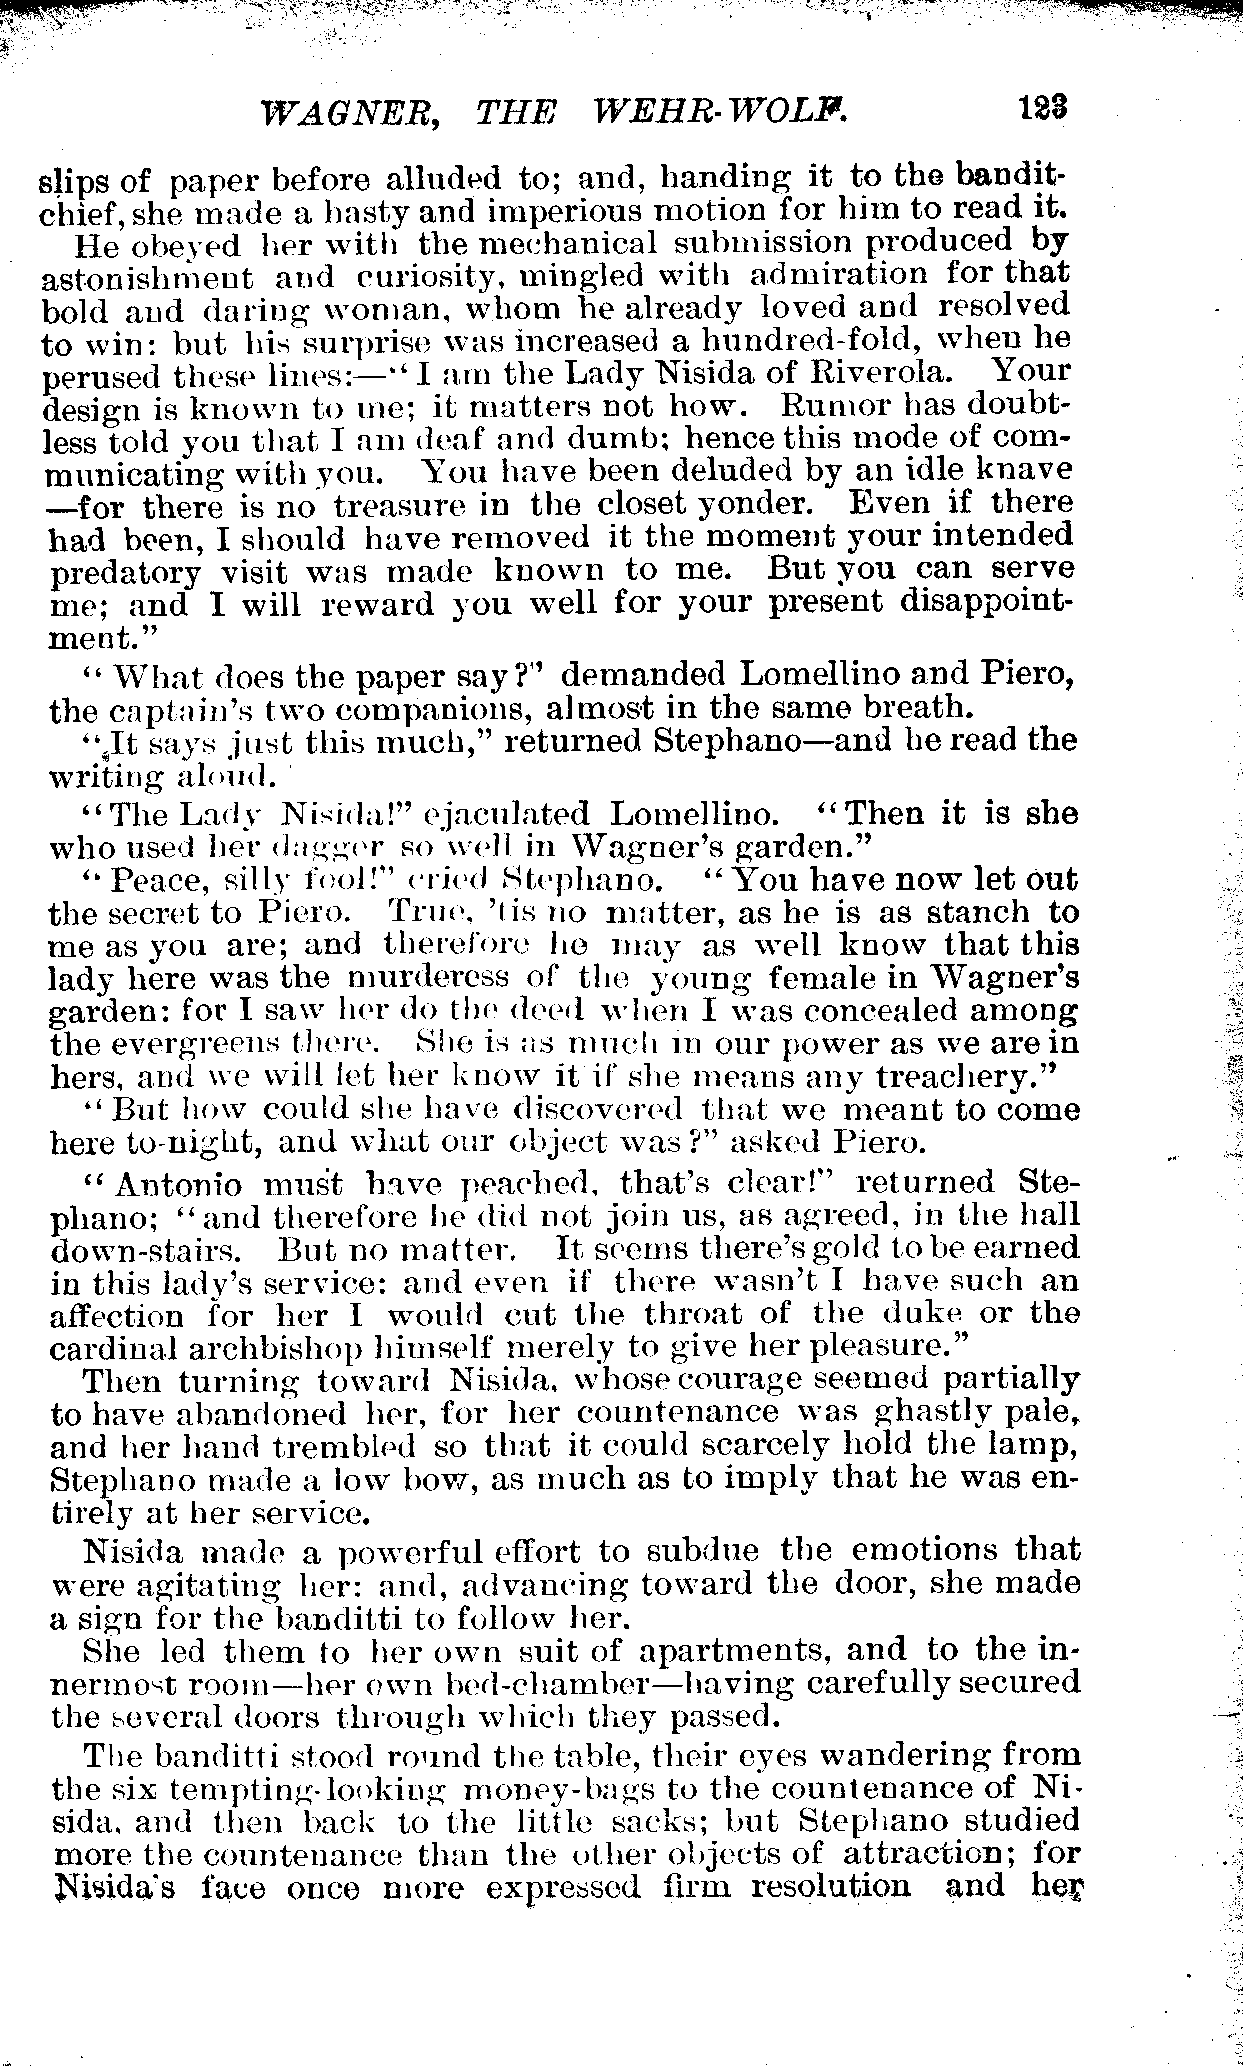 WAGNER, THE WEHR-WOLF. 123
slips of paper before alluded to; and, handing it to the bandit-
chief, she made a hasty and imperious motion for him to read it.
He obeyed her with the mechanical submission produced by
astonishment and curiosity, mingled with admiration for that
bold and daring woman, whom he already loved and resolved
to win: but his surprise was increased a hundred-fold, when he
perused these lines:—"I am the Lady Nisida of Riverola. Your
design is known to me; it matters not how. Rumor has doubt-
less told you that I am deaf and dumb; hence this mode of com-
municating with you. You have been deluded by an idle knave
—for there is no treasure in the closet yonder. Even if there
had been, I should have removed it the moment your intended
predatory visit was made known to me. But you can serve
me; and I will reward you well for your present disappoint-
ment."
"What does the paper say?" demanded Lomellino and Piero,
the captain's two companions, almost in the same breath.
"It says just this much," returned Stephano—and he read the
writing aloud.
"The Lady Nisida!" ejaculated Lomellino. "Then it is she
who used her dagger so well in Wagner's garden."
"Peace, silly fool!" cried Stephano. "You have now let out
the secret to Piero. True, 'tis no matter, as he is as stanch to
me as you are; and therefore he may as well know that this
lady here was the murderess of the young female in Wagner's
garden: for I saw her do the deed when I was concealed among
the evergreens there. She is as much in our power as we are in
hers, and we will let her know it if she means any treachery."
"But how could she have discovered that we meant to come
here to-night, and what our object was?" asked Piero.
"Antonio must have peached, that's clear!" returned Ste-
phano; "and therefore he did not join us, as agreed, in the hall
down-stairs. But no matter. It seems there's gold to be earned
in this lady's service: and even if there wasn't I have such an
affection for her I would cut the throat of the duke or the
cardinal archbishop himself merely to give her pleasure."
Then turning toward Nisida, whose courage seemed partially
to have abandoned her, for her countenance was ghastly pale,
and her hand trembled so that it could scarcely hold the lamp,
Stephano made a low bow, as much as to imply that he was en-
tirely at her service.
Nisida made a powerful effort to subdue the emotions that
were agitating her: and, advancing toward the door, she made
a sign for the banditti to follow her.
She led them to her own suit of apartments, and to the in-
nermost room—her own bed-chamber—having carefully secured
the several doors through which they passed.
The banditti stood round the table, their eyes wandering from
the six tempting-looking money-bags to the countenance of Ni-
sida, and then back to the little sacks; but Stephano studied
more the countenance than the other objects of attraction; for
Nisida's face once more expressed firm resolution and her